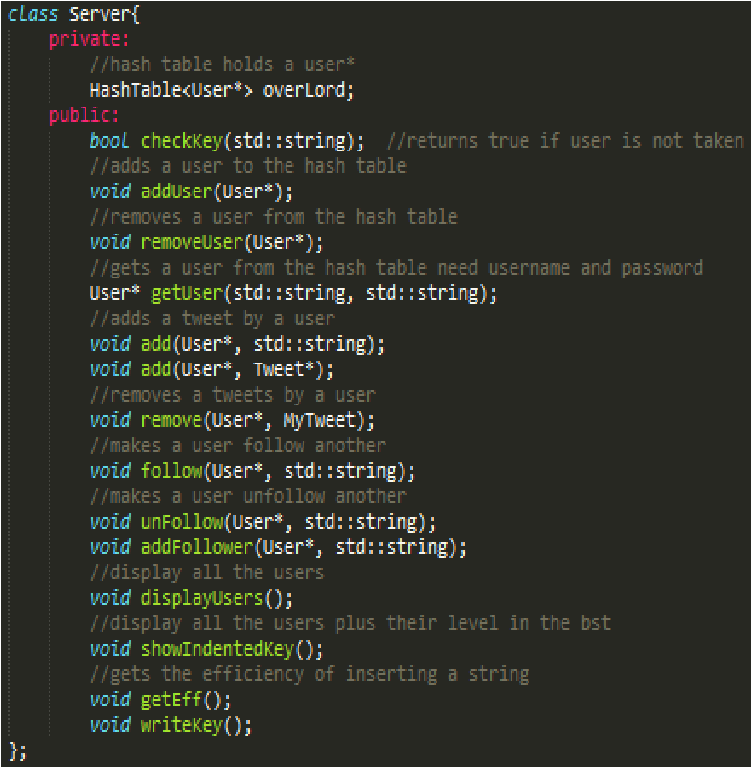 class Server{
    private:
        //hash table holds a user*
        HashTable<User*> overLord;
    public:
        bool checkKey(std::string);  //returns true if user is not taken
        //adds a user to the hash table
        void addUser(User*);
        //removes a user from the hash table
        void removeUser(User*);
        //gets a user from the hash table need username and password
        User* getUser(std::string, std::string);
        //adds a tweet by a user
        void add(User*, std::string);
        void add(User*, Tweet*);
        //removes a tweets by a user
        void remove(User*, MyTweet);
        //makes a user follow another
        void follow(User*, std::string);
        //makes a user unfollow another
        void unFollow(User*, std::string);
        void addFollower(User*, std::string);
        //display all the users
        void displayUsers();
        //display all the users plus their level in the bst
        void showIndentedKey();
        //gets the efficiency of inserting a string
        void getEff();
        void writeKey();
};